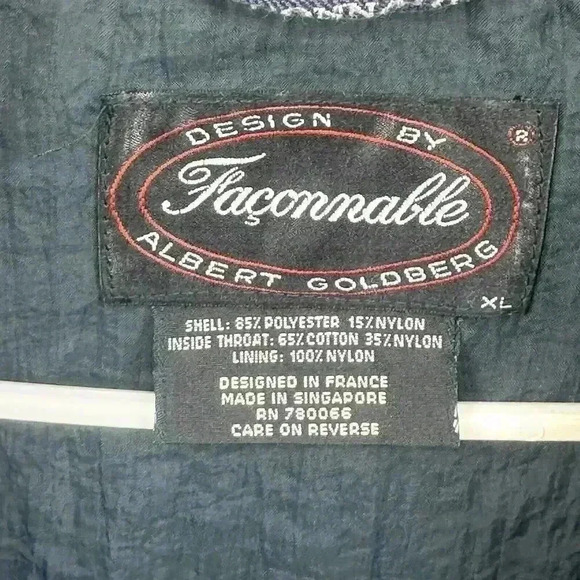 DESIGN BY
®
Façonnable
ALBERT GOLDBERG
XL
SHELL: 85% POLYESTER 15% NYLON
INSIDE THROAT: 65% COTTON 35% NYLON
LINING: 100% NYLON
DESIGNED IN FRANCE
MADE IN SINGAPORE
RN 780066
CARE ON REVERSE